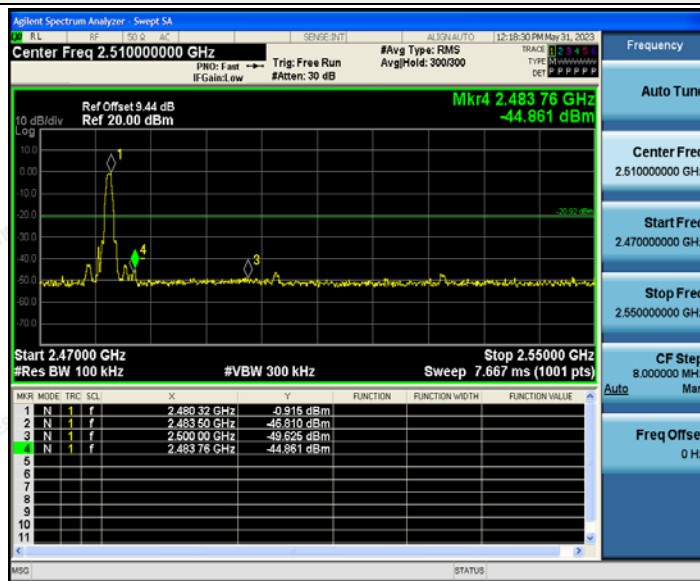 Agilent Spectrum Analyzer - Swept SA
RL RF 50 Ω AC SENSE:INT ALIGN AUTO 12:18:30 PM May 31, 2023
Center Freq 2.510000000 GHz
PNO: Fast
IFGain:Low
Trig: Free Run
#Atten: 30 dB
#Avg Type: RMS
Avg|Hold: 300/300
TRACE 1 2 3 4 5 6
TYPE M W W W W W
DET P P P P P P
Ref Offset 9.44 dB
Ref 20.00 dBm
10 dB/div
Log
Mkr4 2.483 76 GHz
-44.861 dBm
10.0
0.00
-10.0
-20.0
-30.0
-40.0
-50.0
-60.0
-70.0
1
4
3
-20.92 dBm
Start 2.47000 GHz Stop 2.55000 GHz
#Res BW 100 kHz #VBW 300 kHz Sweep 7.667 ms (1001 pts)
MKR MODE TRC SCL X Y FUNCTION FUNCTION WIDTH FUNCTION VALUE
1 N 1 f 2.480 32 GHz -0.915 dBm
2 N 1 f 2.483 50 GHz -46.810 dBm
3 N 1 f 2.500 00 GHz -49.625 dBm
4 N 1 f 2.483 76 GHz -44.861 dBm
5
6
7
8
9
10
11
MSG STATUS
Frequency
Auto Tune
Center Freq
2.510000000 GHz
Start Freq
2.470000000 GHz
Stop Freq
2.550000000 GHz
CF Step
8.000000 MHz
Auto Man
Freq Offset
0 Hz